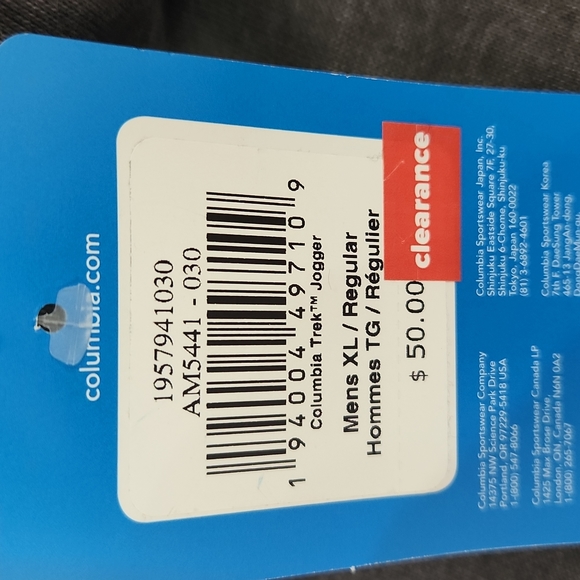 columbia.com
1957941030
AM5441 - 030
1 94004 49710 9
Columbia Trek™ Jogger
Mens XL / Regular
Hommes TG / Régulier
$ 50.00
clearance
Columbia Sportswear Company
14375 NW Science Park Drive
Portland, OR 97229-5418 USA
1-(800) 547-8066
Columbia Sportswear Canada LP
1425 Max Brose Drive,
London, ON, Canada N6N 0A2
1-(800) 265-7067
Columbia Sportswear Japan, Inc.
Shinjuku Eastside Square 7F, 27-30,
Shinjuku 6-Chome, Shinjuku-ku
Tokyo, Japan 160-0022
(81) 3-6892-4601
Columbia Sportswear Korea
7th F, DaeSung Tower
465-13 JangAn-dong,